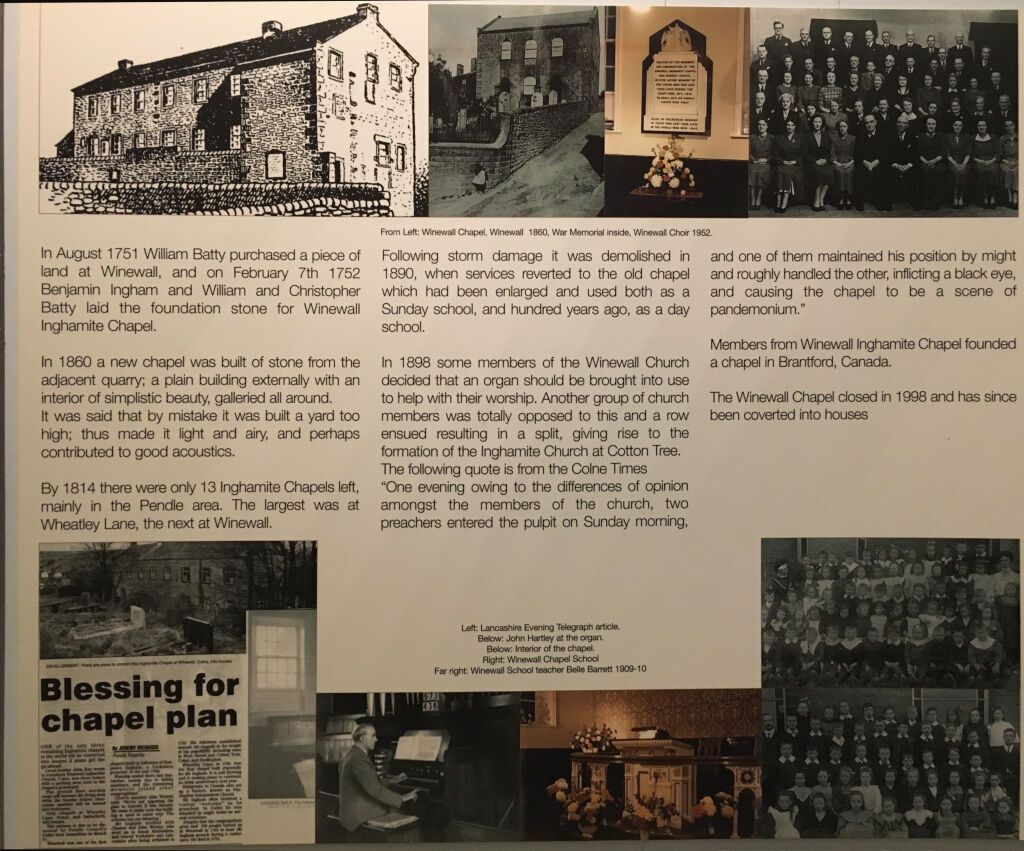 From Left: Winewall Chapel, Winewall 1860, War Memorial inside, Winewall Choir 1952.
In August 1751 William Batty purchased a piece of
land at Winewall, and on February 7th 1752
Benjamin Ingham and William and Christopher
Batty laid the foundation stone for Winewall
Inghamite Chapel.
In 1860 a new chapel was built of stone from the
adjacent quarry; a plain building externally with an
interior of simplistic beauty, galleried all around.
It was said that by mistake it was built a yard too
high; thus made it light and airy, and perhaps
contributed to good acoustics.
By 1814 there were only 13 Inghamite Chapels left,
mainly in the Pendle area. The largest was at
Wheatley Lane, the next at Winewall.
Following storm damage it was demolished in
1890, when services reverted to the old chapel
which had been enlarged and used both as a
Sunday school, and hundred years ago, as a day
school.
In 1898 some members of the Winewall Church
decided that an organ should be brought into use
to help with their worship. Another group of church
members was totally opposed to this and a row
ensued resulting in a split, giving rise to the
formation of the Inghamite Church at Cotton Tree.
The following quote is from the Colne Times
“One evening owing to the differences of opinion
amongst the members of the church, two
preachers entered the pulpit on Sunday morning,
and one of them maintained his position by might
and roughly handled the other, inflicting a black eye,
and causing the chapel to be a scene of
pandemonium.”
Members from Winewall Inghamite Chapel founded
a chapel in Brantford, Canada.
The Winewall Chapel closed in 1998 and has since
been coverted into houses
Left: Lancashire Evening Telegraph article.
Below: John Hartley at the organ.
Below: Interior of the chapel.
Right: Winewall Chapel School
Far right: Winewall School teacher Belle Barrett 1909-10
Blessing for
chapel plan
By JEREMY RICHARDS